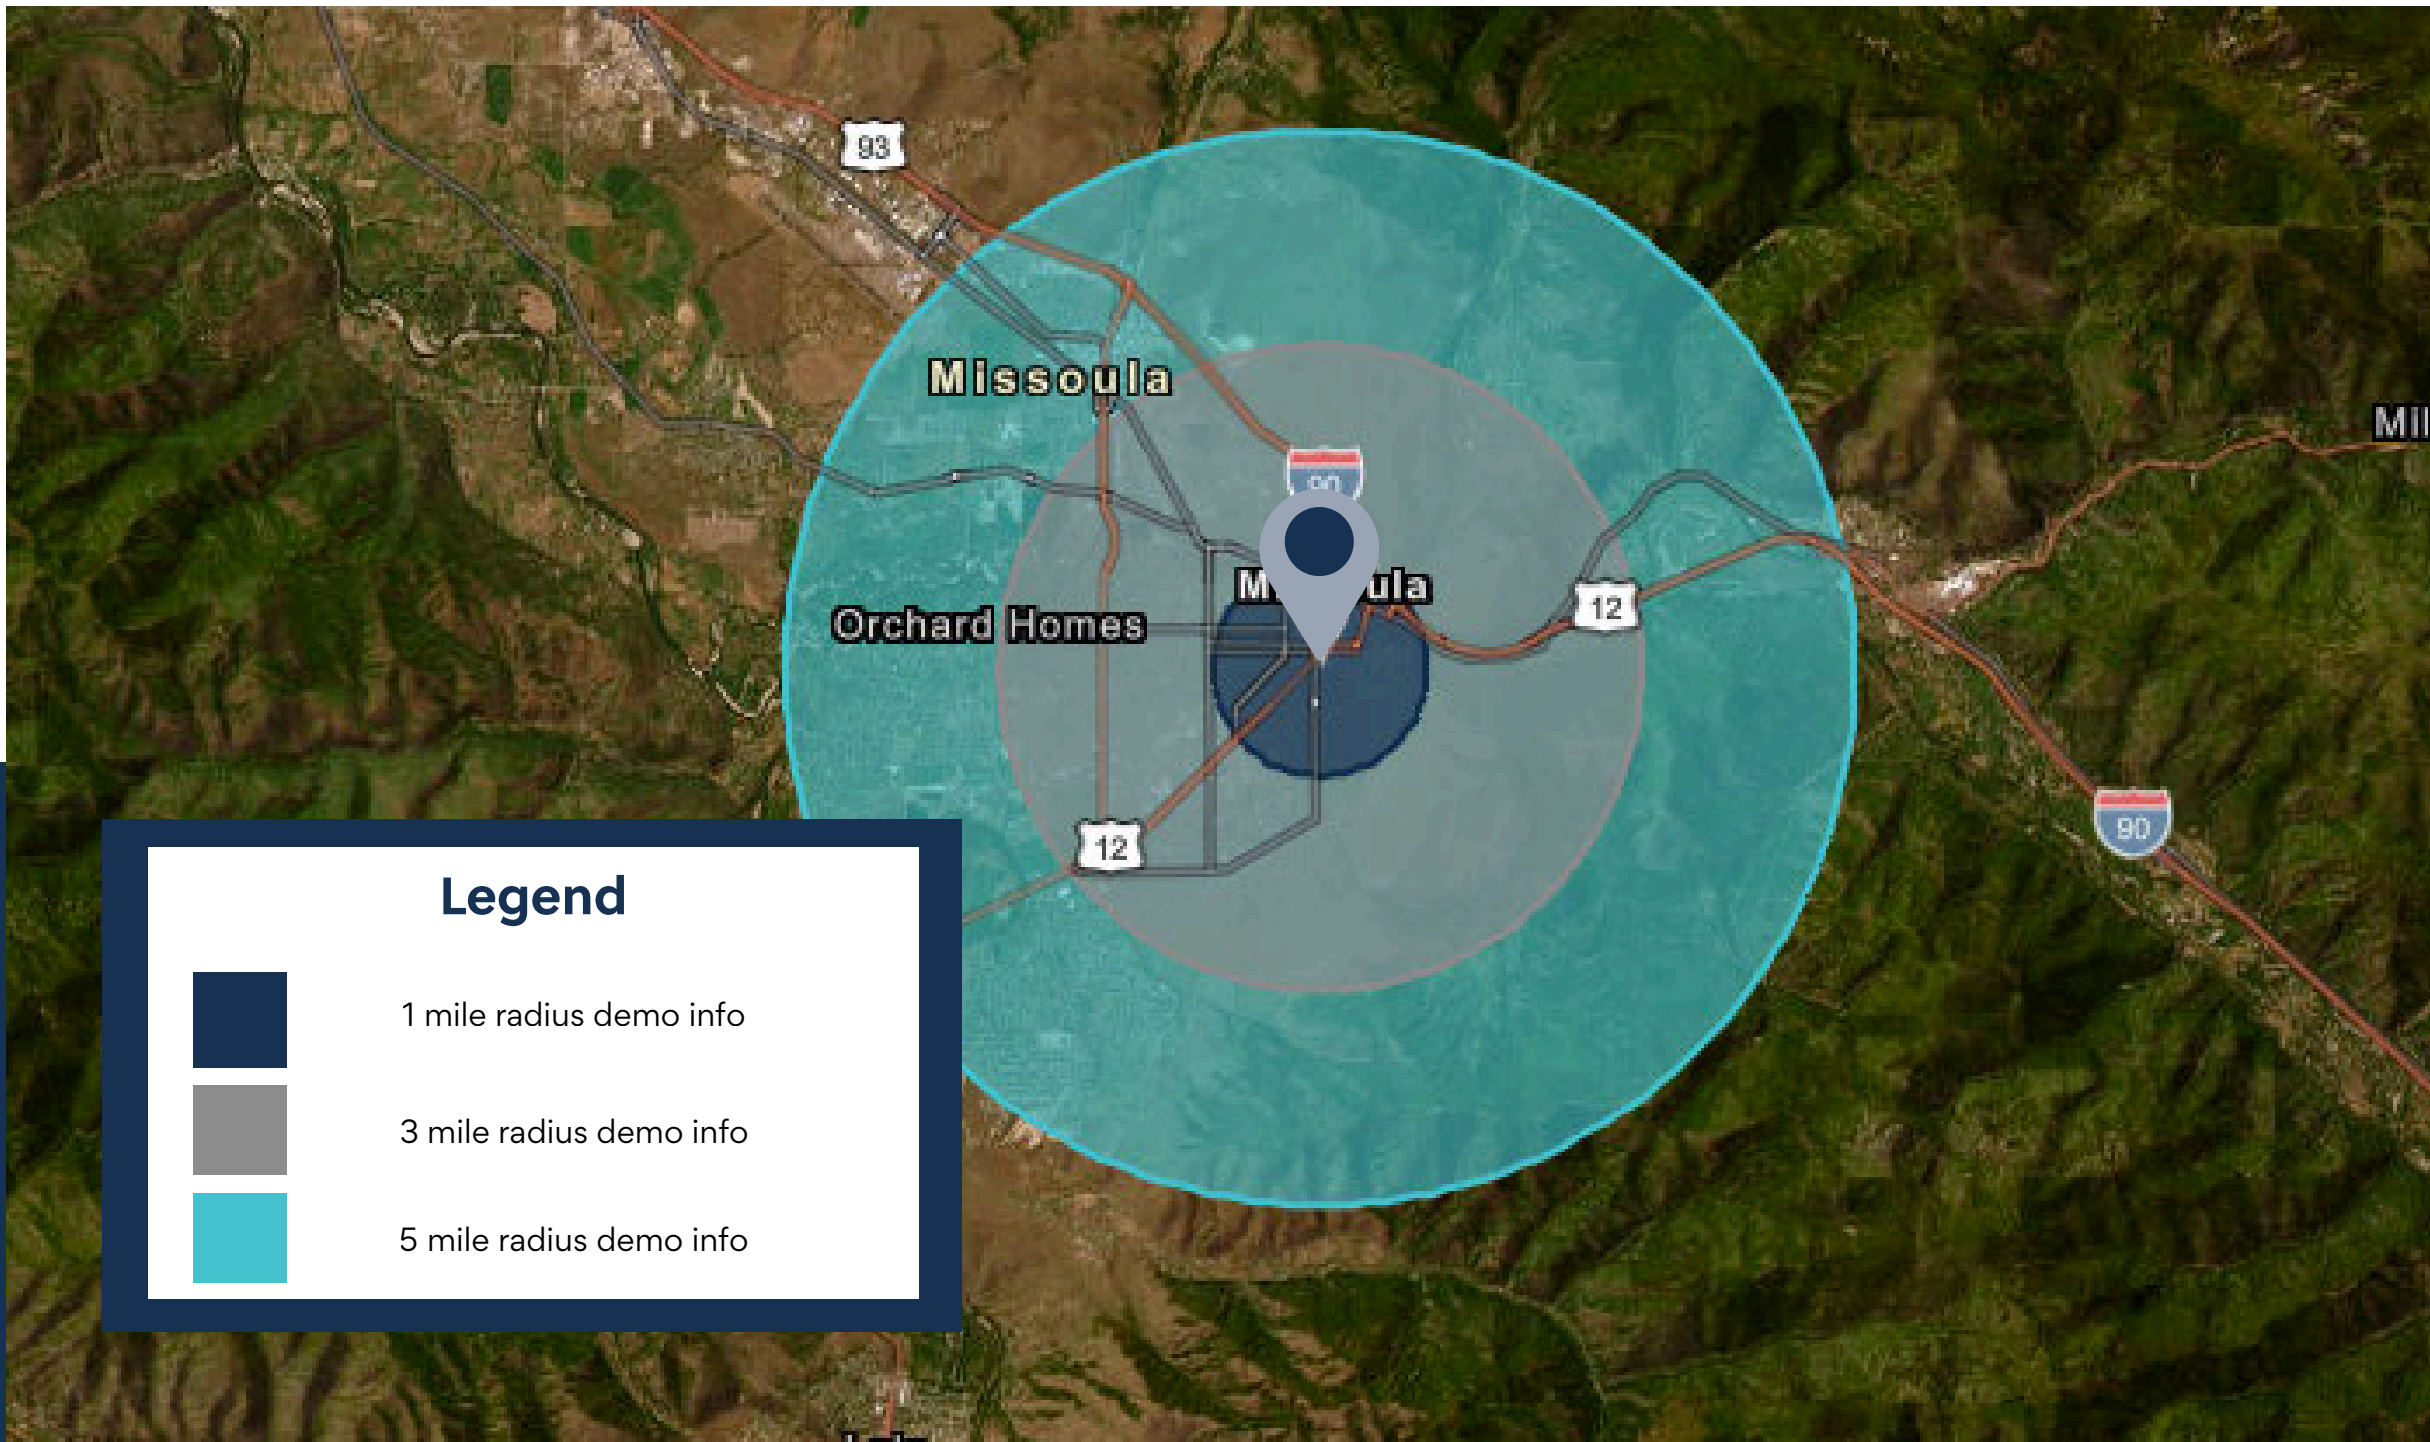 93
Missoula
Mil
90
12
Orchard Homes
12
90
Legend
1 mile radius demo info
3 mile radius demo info
5 mile radius demo info